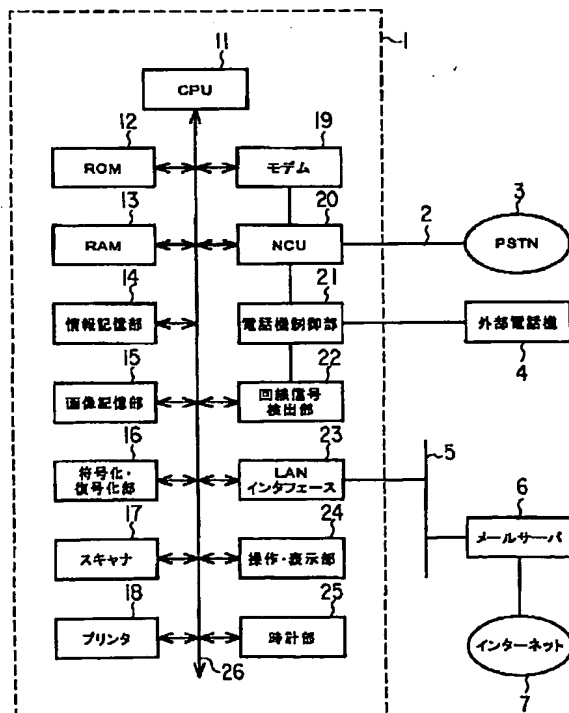 11
1
CPU
12
19
ROM
モデム
13
20
2
3
RAM
NCU
PSTN
14
21
情報記憶部
電話機制御部
外部電話機
15
22
4
画像記憶部
回線信号
検出部
16
23
5
符号化・
復号化部
LAN
インタフェース
6
17
24
メールサーバ
スキャナ
操作・表示部
18
25
プリンタ
時計部
インターネット
26
7